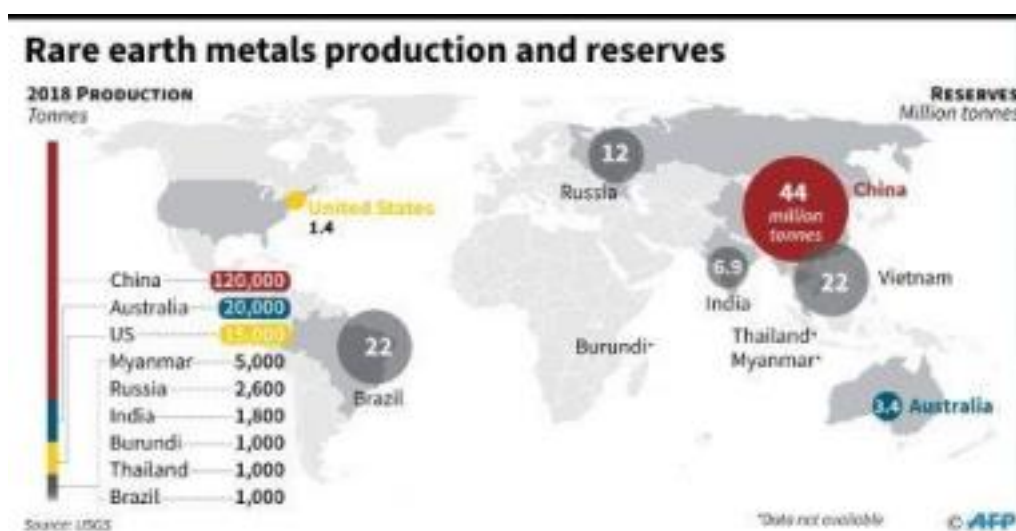 Rare earth metals production and reserves
2018 PRODUCTION
Tonnes
RESERVES
Million tonnes
12
Russia
44
million
tonnes
China
United States
1.4
6.9
India
22
Vietnam
China 120,000
Australia 20,000
US 15,000
Myanmar 5,000
Russia 2,600
India 1,800
Burundi 1,000
Thailand 1,000
Brazil 1,000
22
Brazil
Burundi*
Thailand*
Myanmar*
3.4
Australia
Source: USGS
*Data not available
© AFP